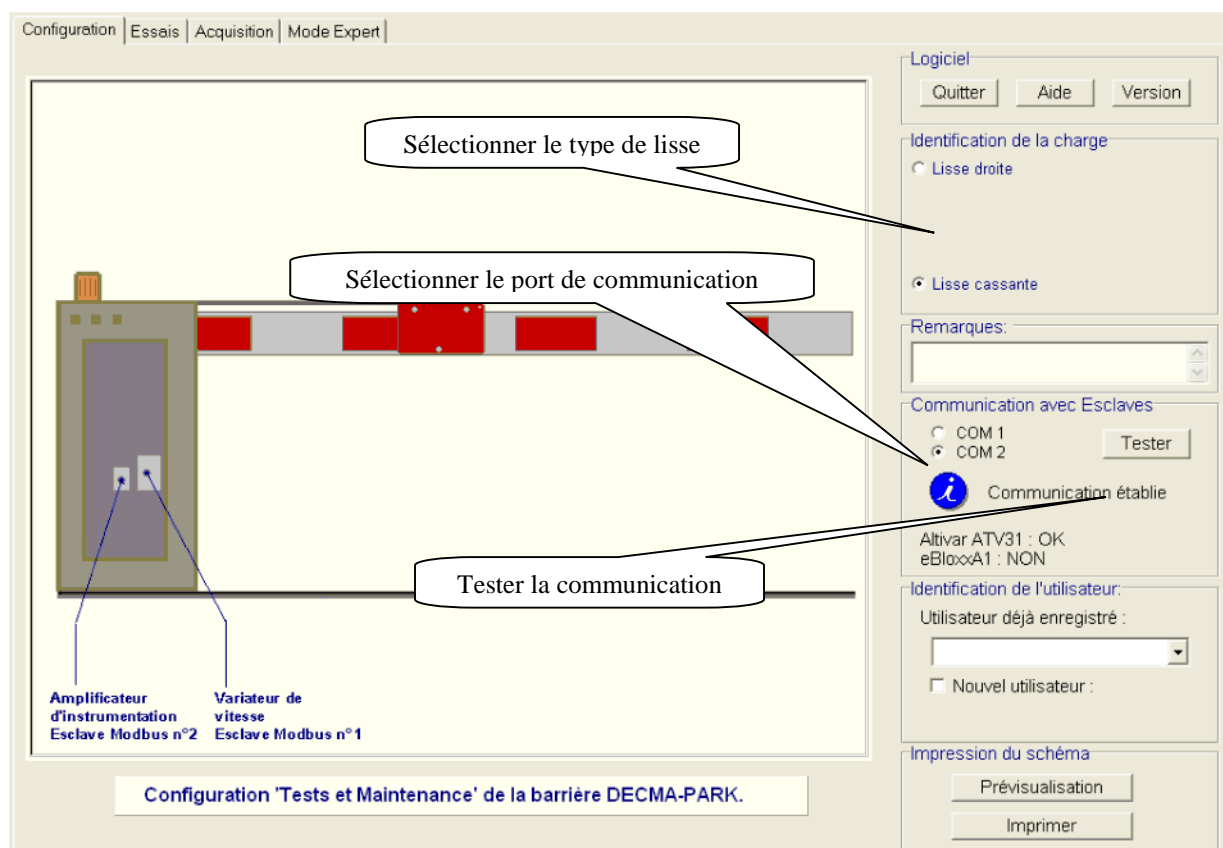 Configuration
Essais
Acquisition
Mode Expert
Logiciel
Quitter
Aide
Version
Sélectionner le type de lisse
Identification de la charge
Lisse droite
Sélectionner le port de communication
Lisse cassante
Remarques:
Communication avec Esclaves
COM 1
COM 2
Tester
i
Communication établie
Altivar ATV31 : OK
eBloxxA1 : NON
Tester la communication
Identification de l'utilisateur:
Utilisateur déjà enregistré :
Nouvel utilisateur :
Amplificateur
d'instrumentation
Esclave Modbus n°2
Variateur de
vitesse
Esclave Modbus n°1
Impression du schéma
Prévisualisation
Imprimer
Configuration 'Tests et Maintenance' de la barrière DECMA-PARK.